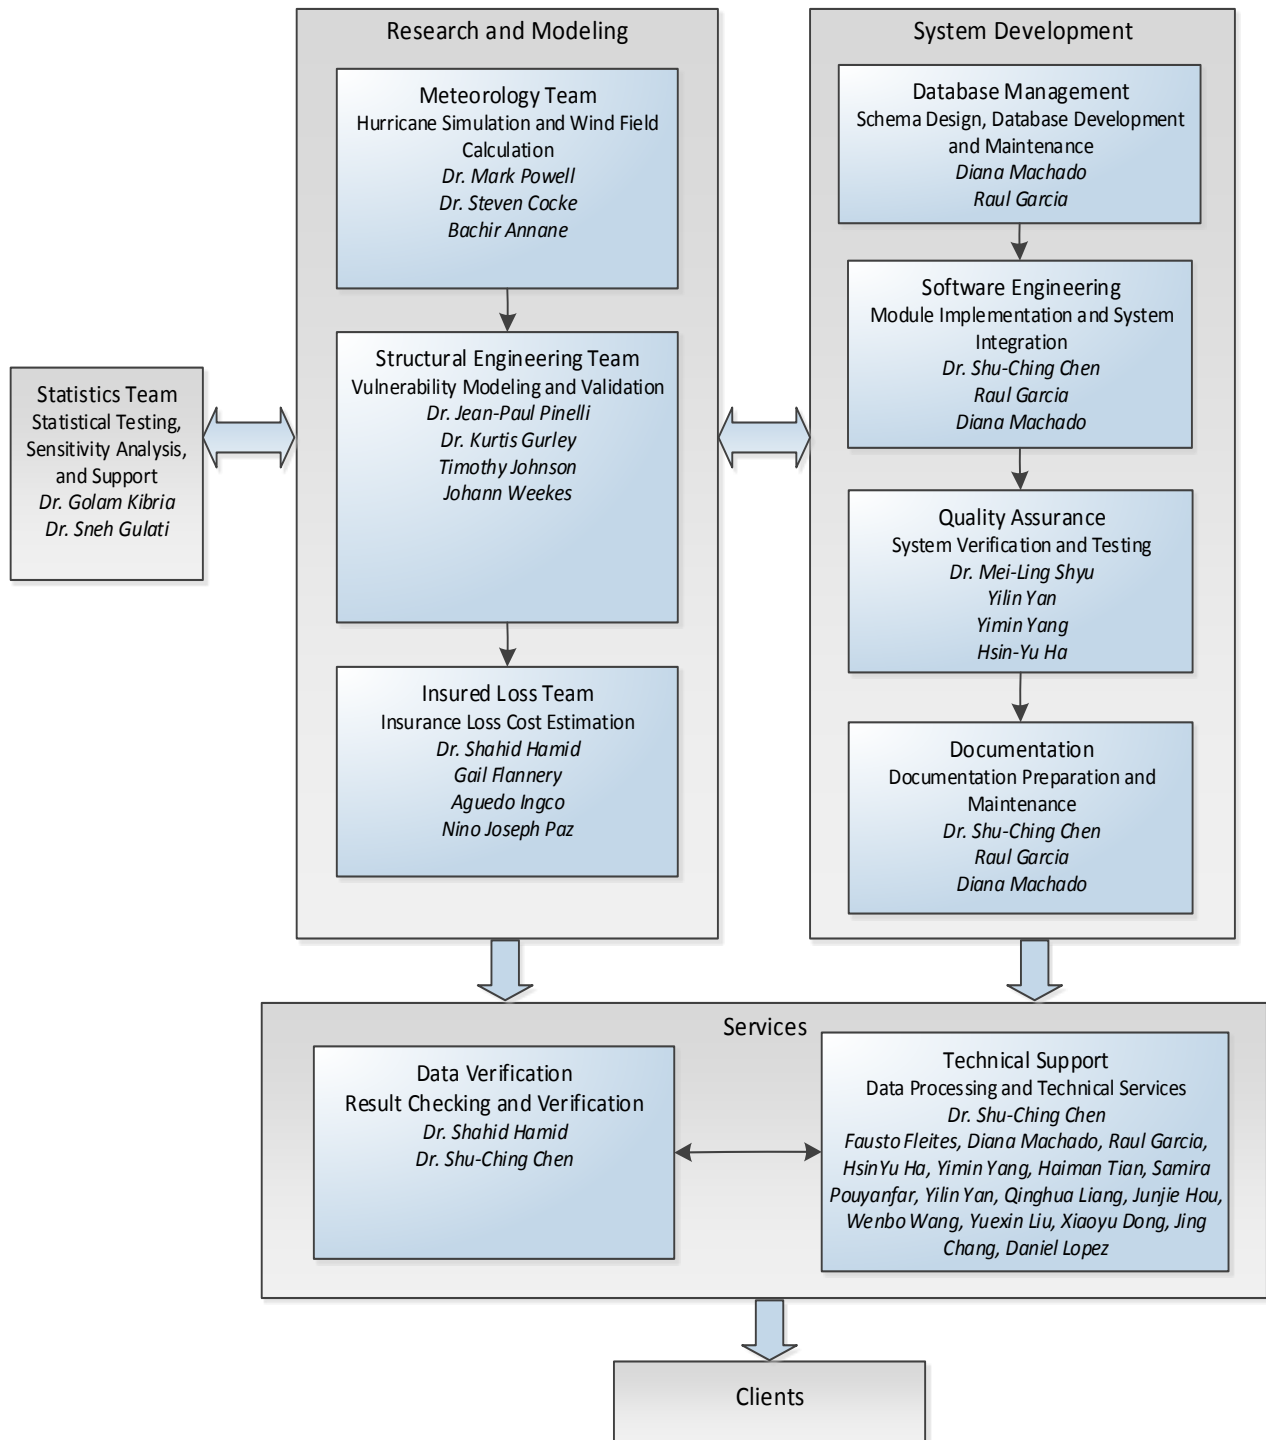 Research and Modeling
Meteorology Team
Hurricane Simulation and Wind Field
Calculation
Dr. Mark Powell
Dr. Steven Cocke
Bachir Annane
Structural Engineering Team
Vulnerability Modeling and Validation
Dr. Jean-Paul Pinelli
Dr. Kurtis Gurley
Timothy Johnson
Johann Weekes
Insured Loss Team
Insurance Loss Cost Estimation
Dr. Shahid Hamid
Gail Flannery
Aguedo Ingco
Nino Joseph Paz
Statistics Team
Statistical Testing,
Sensitivity Analysis,
and Support
Dr. Golam Kibria
Dr. Sneh Gulati
System Development
Database Management
Schema Design, Database Development
and Maintenance
Diana Machado
Raul Garcia
Software Engineering
Module Implementation and System
Integration
Dr. Shu-Ching Chen
Raul Garcia
Diana Machado
Quality Assurance
System Verification and Testing
Dr. Mei-Ling Shyu
Yilin Yan
Yimin Yang
Hsin-Yu Ha
Documentation
Documentation Preparation and
Maintenance
Dr. Shu-Ching Chen
Raul Garcia
Diana Machado
Services
Data Verification
Result Checking and Verification
Dr. Shahid Hamid
Dr. Shu-Ching Chen
Technical Support
Data Processing and Technical Services
Dr. Shu-Ching Chen
Fausto Fleites, Diana Machado, Raul Garcia,
HsinYu Ha, Yimin Yang, Haiman Tian, Samira
Pouyanfar, Yilin Yan, Qinghua Liang, Junjie Hou,
Wenbo Wang, Yuexin Liu, Xiaoyu Dong, Jing
Chang, Daniel Lopez
Clients